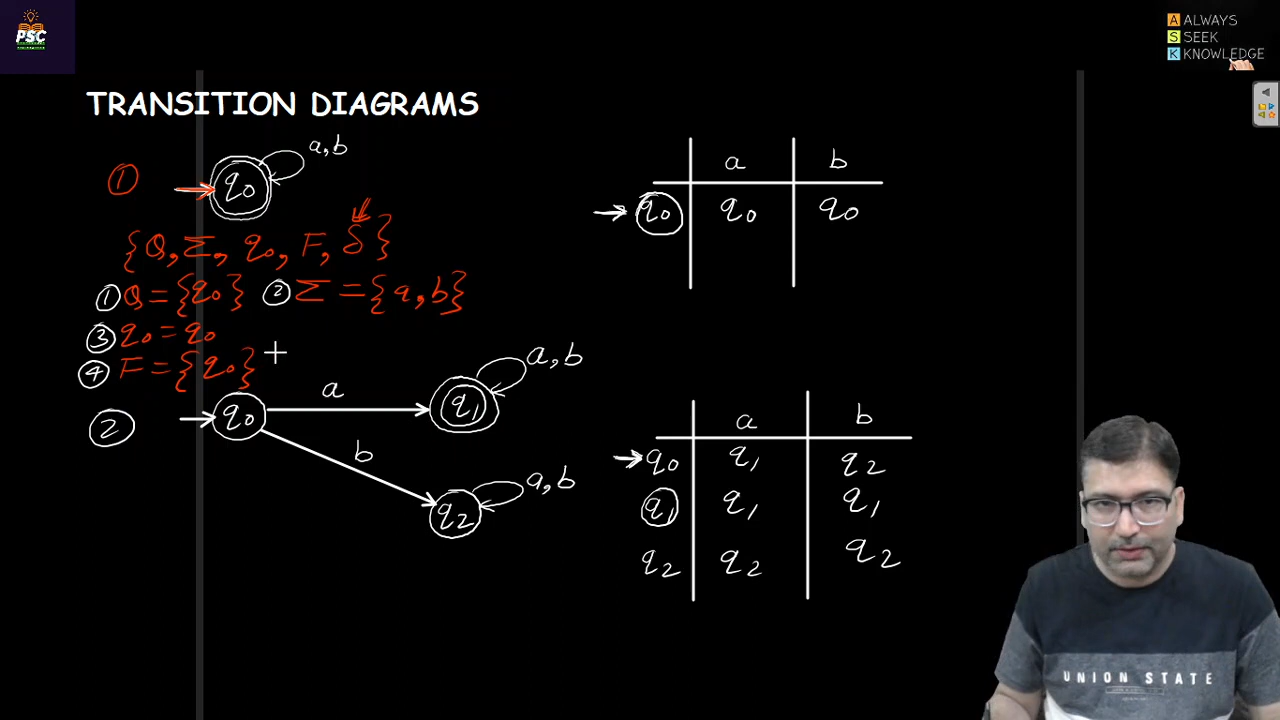 PSC
A ALWAYS
S SEEK
K KNOWLEDGE
TRANSITION DIAGRAMS
① q0 a,b
{Q, Σ, q0, F, δ}
① Q = {q0} ② Σ = {a, b}
③ q0 = q0
④ F = {q0}
② q0 a q1 a, b
b q2 a, b
a b
q0 q0 q0
a b
q0 q1 q2
q1 q1 q1
q2 q2 q2
UNION STATE